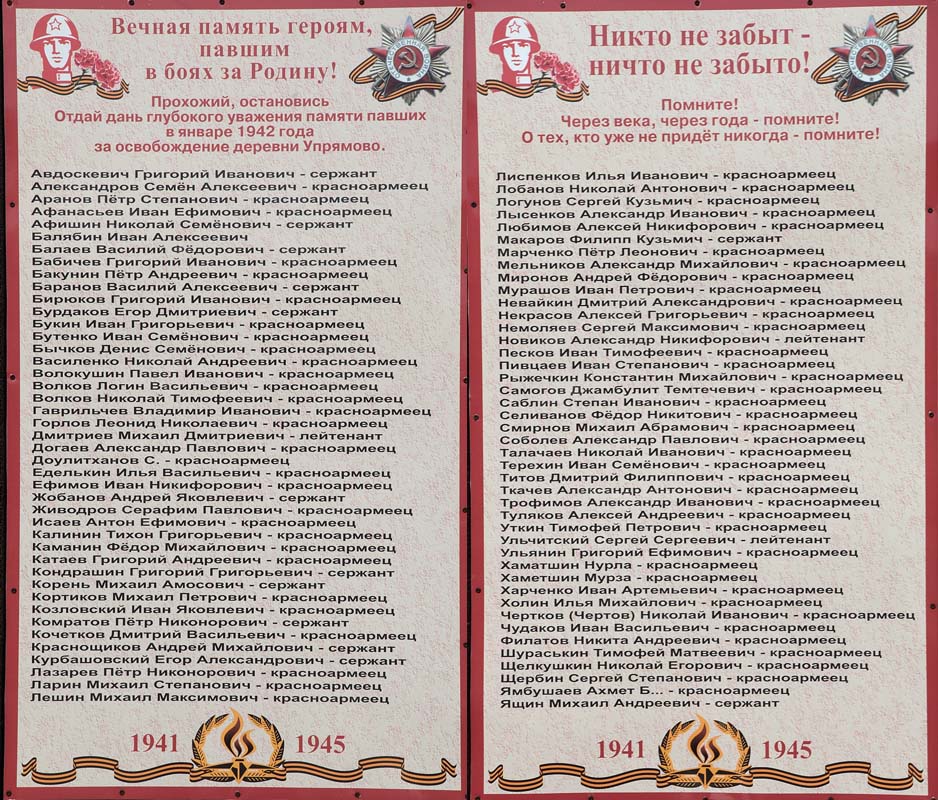 Вечная память героям,
павшим
в боях за Родину!
Прохожий, остановись
Отдай дань глубокого уважения памяти павших
в январе 1942 года
за освобождение деревни Упрямово.
Авдоскевич Григорий Иванович - сержант
Александров Семён Алексеевич - красноармеец
Аранов Пётр Степанович - красноармеец
Афанасьев Иван Ефимович - красноармеец
Афишин Николай Семёнович - сержант
Балябин Иван Алексеевич
Балаев Василий Фёдорович - сержант
Бабичев Григорий Иванович - красноармеец
Бакунин Пётр Андреевич - красноармеец
Баранов Василий Алексеевич - сержант
Бирюков Григорий Иванович - красноармеец
Бурдаков Егор Дмитриевич - сержант
Букин Иван Григорьевич - красноармеец
Бутенко Иван Семёнович - красноармеец
Бычков Денис Семёнович - красноармеец
Василенко Николай Андреевич - красноармеец
Волокушин Павел Иванович - красноармеец
Волков Логин Васильевич - красноармеец
Волков Николай Тимофеевич - красноармеец
Гаврильчев Владимир Иванович - красноармеец
Горлов Леонид Николаевич - красноармеец
Дмитриев Михаил Дмитриевич - лейтенант
Догаев Александр Павлович - красноармеец
Доулитханов С. - красноармеец
Еделькин Илья Васильевич - красноармеец
Ефимов Иван Никифорович - красноармеец
Жобанов Андрей Яковлевич - сержант
Живодров Серафим Павлович - красноармеец
Исаев Антон Ефимович - красноармеец
Калинин Тихон Григорьевич - красноармеец
Каманин Фёдор Михайлович - красноармеец
Катаев Григорий Андреевич - красноармеец
Кондрашин Григорий Григорьевич - сержант
Корень Михаил Амосович - сержант
Кортиков Михаил Петрович - красноармеец
Козловский Иван Яковлевич - красноармеец
Комратов Пётр Никонорович - сержант
Кочетков Дмитрий Васильевич - красноармеец
Краснощиков Андрей Михайлович - сержант
Курбашовский Егор Александрович - сержант
Лазарев Пётр Никонорович - красноармеец
Ларин Михаил Степанович - красноармеец
Лешин Михаил Максимович - красноармеец
1941 1945
Никто не забыт -
ничто не забыто!
Помните!
Через века, через года - помните!
О тех, кто уже не придёт никогда - помните!
Лиспенков Илья Иванович - красноармеец
Лобанов Николай Антонович - красноармеец
Логунов Сергей Кузьмич - красноармеец
Лысенков Александр Иванович - красноармеец
Любимов Алексей Никифорович - красноармеец
Макаров Филипп Кузьмич - сержант
Марченко Пётр Леонович - красноармеец
Мельников Александр Михайлович - красноармеец
Миронов Андрей Фёдорович - красноармеец
Мурашов Иван Петрович - красноармеец
Невайкин Дмитрий Александрович - красноармеец
Некрасов Алексей Григорьевич - красноармеец
Немоляев Сергей Максимович - красноармеец
Новиков Александр Никифорович - лейтенант
Песков Иван Тимофеевич - красноармеец
Пивцаев Иван Степанович - красноармеец
Рыжечкин Константин Михайлович - красноармеец
Самогов Джамбулит Темтечевич - красноармеец
Саблин Степан Иванович - красноармеец
Селиванов Фёдор Никитович - красноармеец
Смирнов Михаил Абрамович - красноармеец
Соболев Александр Павлович - красноармеец
Талачаев Николай Иванович - красноармеец
Терехин Иван Семёнович - красноармеец
Титов Дмитрий Филиппович - красноармеец
Ткачев Александр Антонович - красноармеец
Трофимов Александр Иванович - красноармеец
Тугляков Алексей Андреевич - красноармеец
Уткин Тимофей Петрович - красноармеец
Ульчитский Сергей Сергеевич - лейтенант
Ульянин Григорий Ефимович - красноармеец
Хаматшин Нурла - красноармеец
Хаметшин Мурза - красноармеец
Харченко Иван Артемьевич - красноармеец
Холин Илья Михайлович - красноармеец
Чертков (Чертов) Николай Иванович - красноармеец
Чудаков Иван Васильевич - красноармеец
Филатов Никита Андреевич - красноармеец
Шураськин Тимофей Матвеевич - красноармеец
Щелкушкин Николай Егорович - красноармеец
Щербин Сергей Степанович - красноармеец
Ямбушаев Ахмет Б... - красноармеец
Ящин Михаил Андреевич - сержант
1941 1945